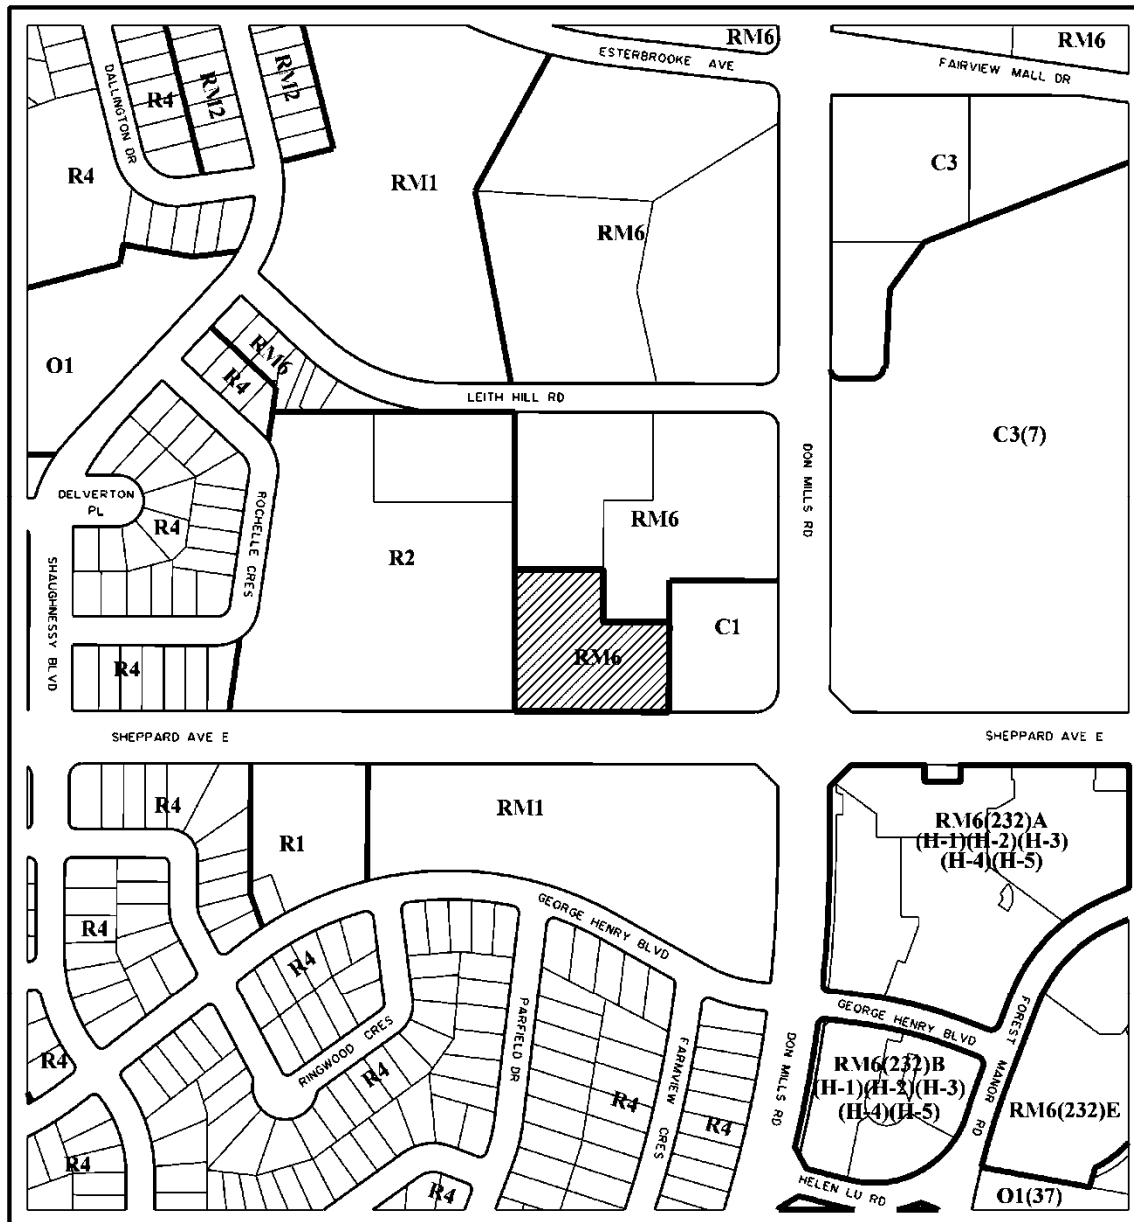 RM6
ESTERBROOKE AVE
RM6
FAIRVIEW MALL DR
DALLINGTON DR
R4
RM2
RM2
R4
RM1
C3
RM6
O1
RM6
R4
LEITH HILL RD
C3(7)
DON MILLS RD
DELVERTON
PL
R4
ROCHELLE CRES
RM6
R2
SHAUGHNESSY BLVD
C1
R4
RM6
SHEPPARD AVE E
SHEPPARD AVE E
R4
RM1
R1
RM6(232)A
(H-1)(H-2)(H-3)
(H-4)(H-5)
GEORGE HENRY BLVD
R4
R4
PARFIELD DR
FOREST MANOR RD
GEORGE HENRY BLVD
RINGWOOD CRES
R4
R4
FARMVIEW CRES
DON MILLS RD
RM6(232)B
(H-1)(H-2)(H-3)
(H-4)(H-5)
R4
R4
RM6(232)E
R4
R4
HELEN LU RD
O1(37)